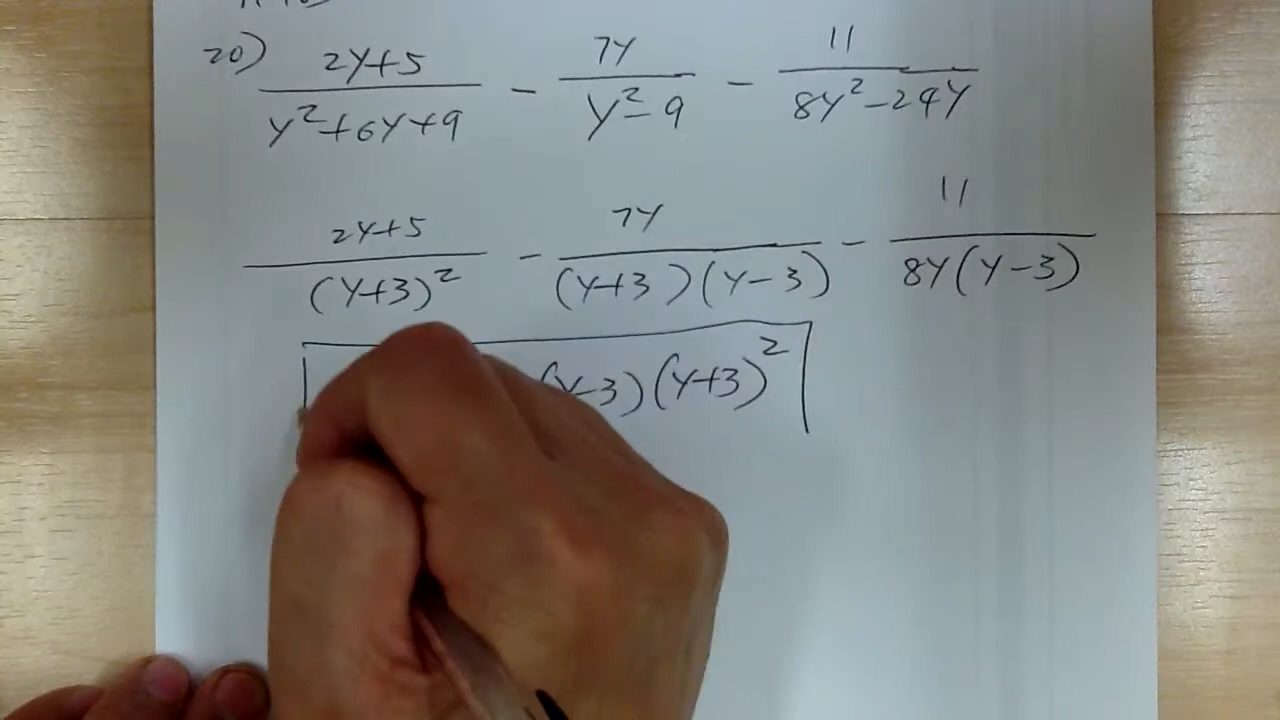 20) 2y+5 / y²+6y+9 - 7y / y²-9 - 11 / 8y²-24y
2y+5 / (y+3)² - 7y / (y+3)(y-3) - 11 / 8y(y-3)
(y-3)(y+3)²